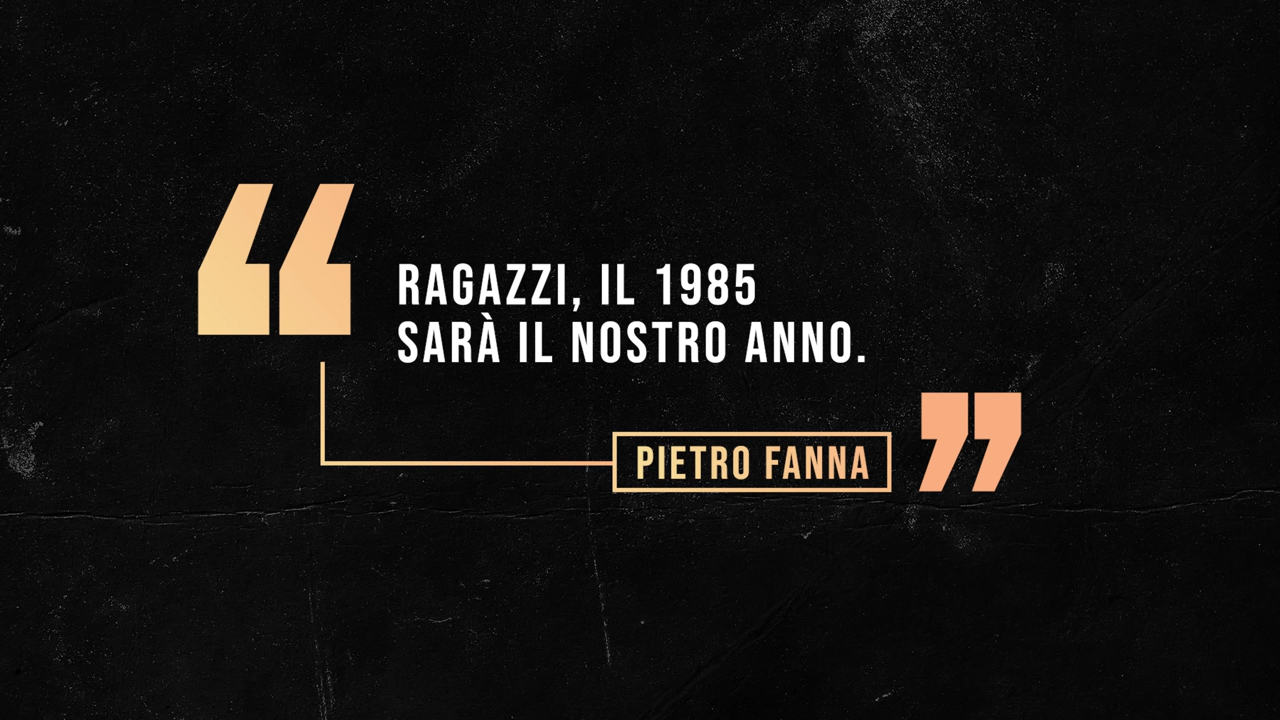 RAGAZZI, IL 1985
SARÀ IL NOSTRO ANNO.
PIETRO FANNA